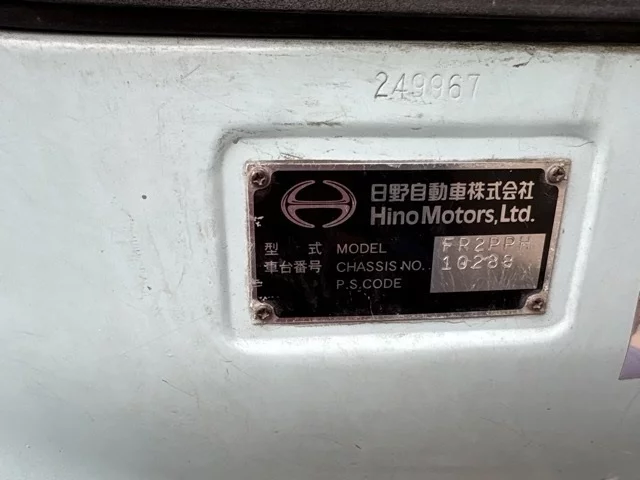 249967
日野自動車株式会社
Hino Motors, Ltd.
型 式 MODEL FR2PPH
車台番号 CHASSIS NO. 10288
P.S.CODE